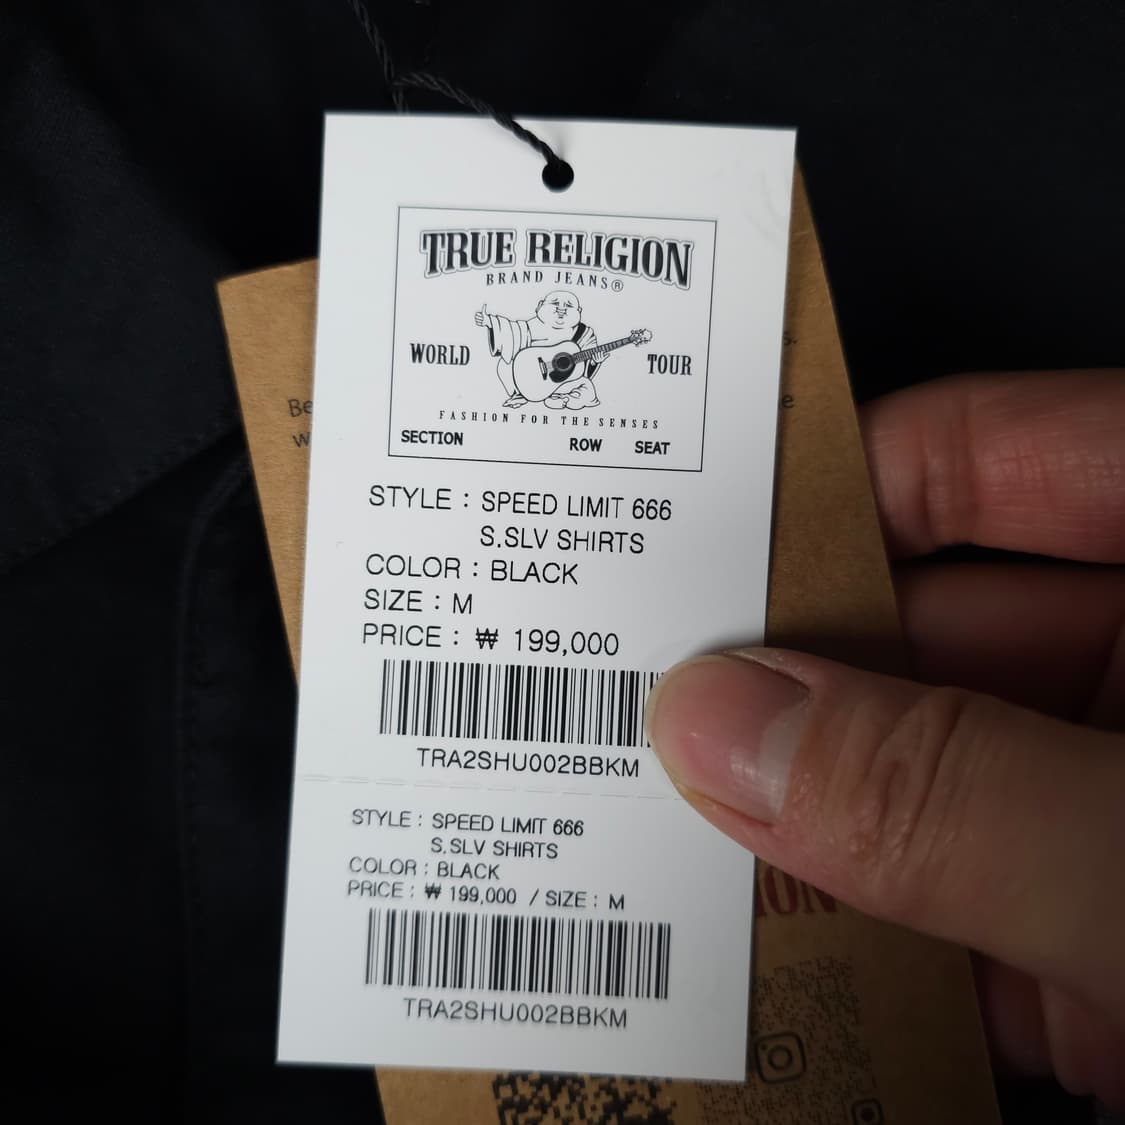 TRUE RELIGION
BRAND JEANS®
WORLD TOUR
FASHION FOR THE SENSES
SECTION ROW SEAT
STYLE : SPEED LIMIT 666
S.SLV SHIRTS
COLOR : BLACK
SIZE : M
PRICE : ₩ 199,000
TRA2SHU002BBKM
STYLE : SPEED LIMIT 666
S.SLV SHIRTS
COLOR : BLACK
PRICE : ₩ 199,000 / SIZE : M
TRA2SHU002BBKM